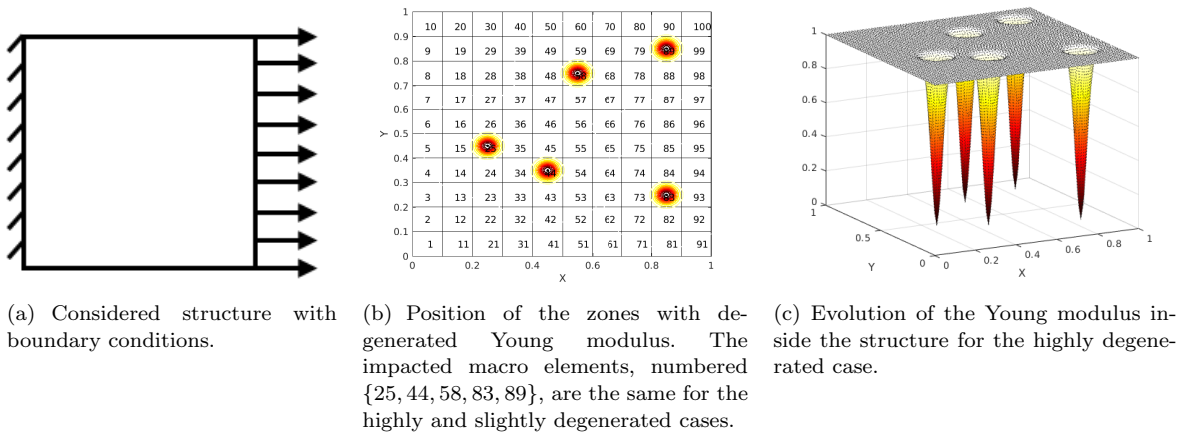 1
10 20 30 40 50 60 70 80 90 100
0.9
9 19 29 39 49 59 69 79 99
0.8
8 18 28 38 48 68 78 88 98
0.7
7 17 27 37 47 57 67 77 87 97
0.6
6 16 26 36 46 56 66 76 86 96
Y
0.5
5 15 35 45 55 65 75 85 95
0.4
4 14 24 34 54 64 74 84 94
0.3
3 13 23 33 43 53 63 73 93
0.2
2 12 22 32 42 52 62 72 82 92
0.1
1 11 21 31 41 51 61 71 81 91
0
0 0.2 0.4 0.6 0.8 1
X
1
0.8
0.6
0.4
0.2
0
1
0.5
0
Y
0 0.2 0.4 0.6 0.8 1
X
(a) Considered structure with
boundary conditions.
(b) Position of the zones with de-
generated Young modulus. The
impacted macro elements, numbered
{25, 44, 58, 83, 89}, are the same for the
highly and slightly degenerated cases.
(c) Evolution of the Young modulus in-
side the structure for the highly degene-
rated case.